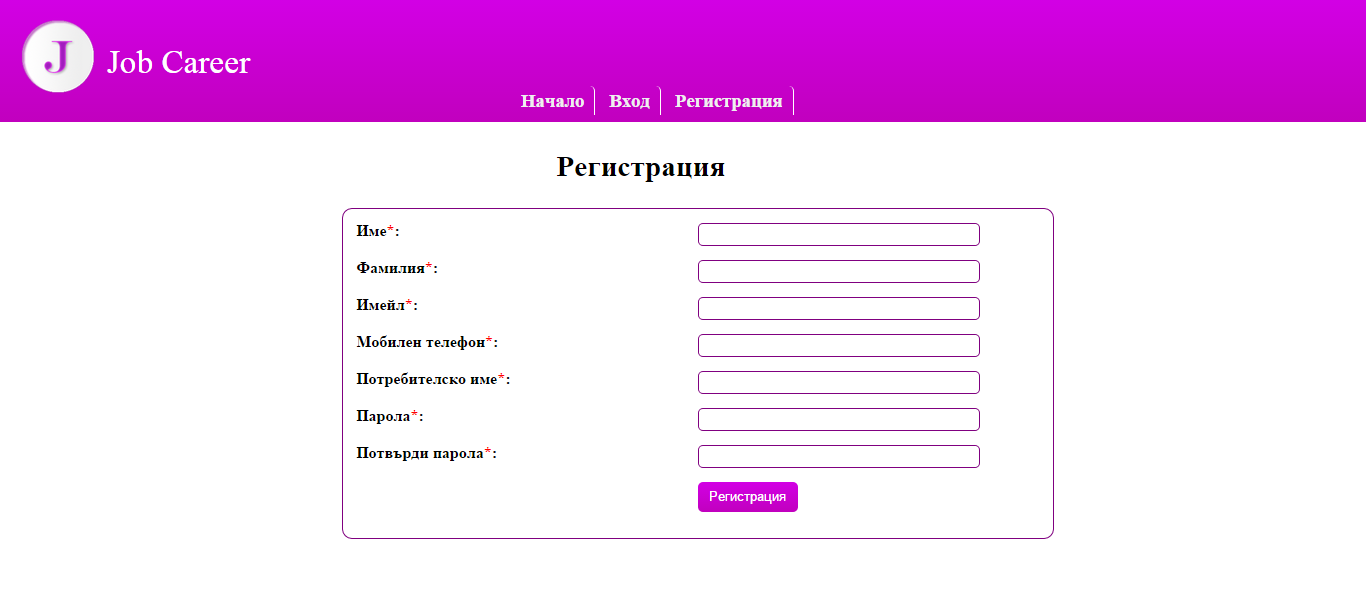 J
Job Career
Начало Вход Регистрация
Регистрация
Име*:
Фамилия*:
Имейл*:
Мобилен телефон*:
Потребителско име*:
Парола*:
Потвърди парола*:
Регистрация